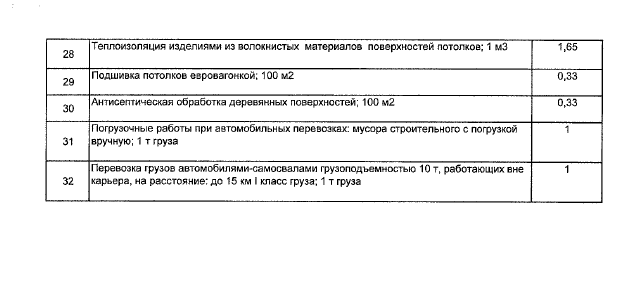 28 Теплоизоляция изделиями из волокнистых материалов поверхностей потолков; 1 м3 1,65
29 Подшивка потолков евровагонкой; 100 м2 0,33
30 Антисептическая обработка деревянных поверхностей; 100 м2 0,33
31 Погрузочные работы при автомобильных перевозках: мусора строительного с погрузкой 1
вручную; 1 т груза
32 Перевозка грузов автомобилями-самосвалами грузоподъемностью 10 т, работающих вне 1
карьера, на расстояние: до 15 км I класс груза; 1 т груза